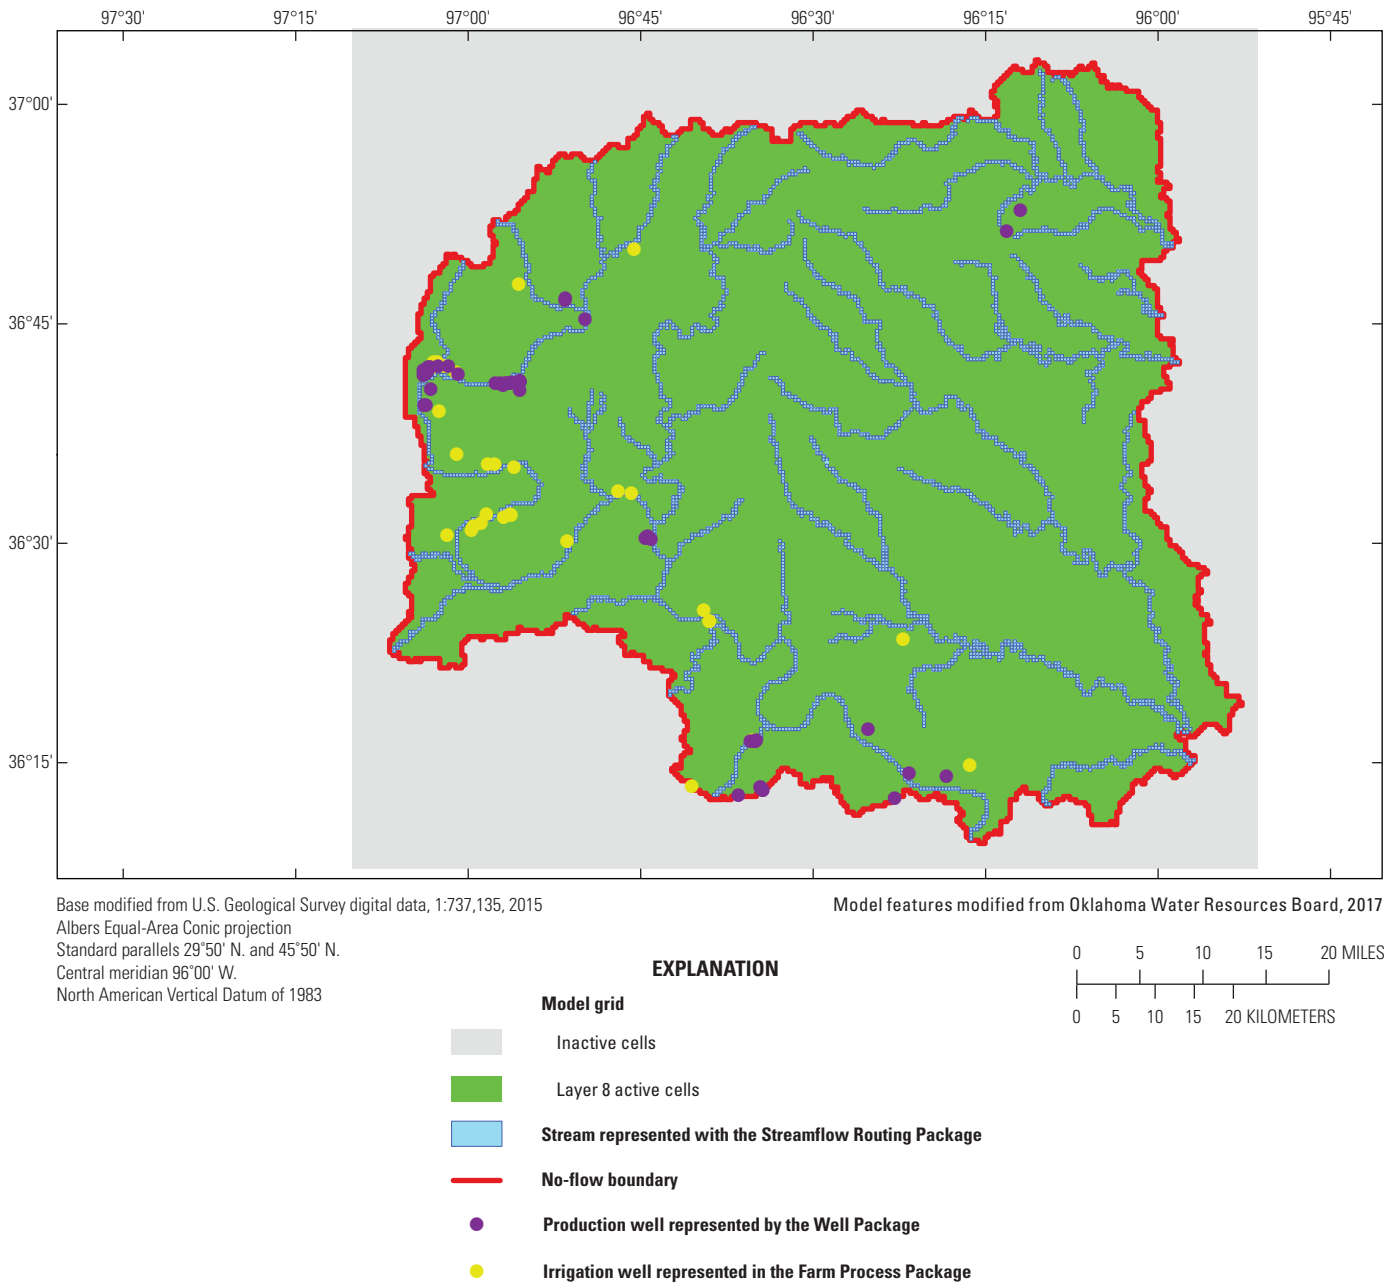 97°30' 97°15' 97°00' 96°45' 96°30' 96°15' 96°00' 95°45'
37°00'
36°45'
36°30'
36°15'
Base modified from U.S. Geological Survey digital data, 1:737,135, 2015
Albers Equal-Area Conic projection
Standard parallels 29°50' N. and 45°50' N.
Central meridian 96°00' W.
North American Vertical Datum of 1983
Model features modified from Oklahoma Water Resources Board, 2017
0 5 10 15 20 MILES
0 5 10 15 20 KILOMETERS
EXPLANATION
Model grid
Inactive cells
Layer 8 active cells
Stream represented with the Streamflow Routing Package
No-flow boundary
Production well represented by the Well Package
Irrigation well represented in the Farm Process Package